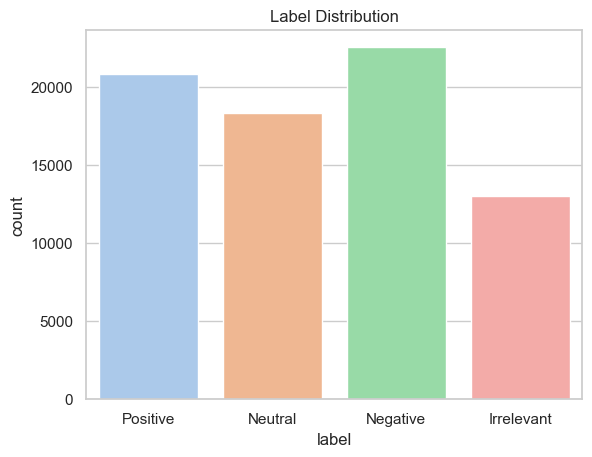 Label Distribution
20000
15000
10000
5000
0
count
Positive
Neutral
Negative
Irrelevant
label